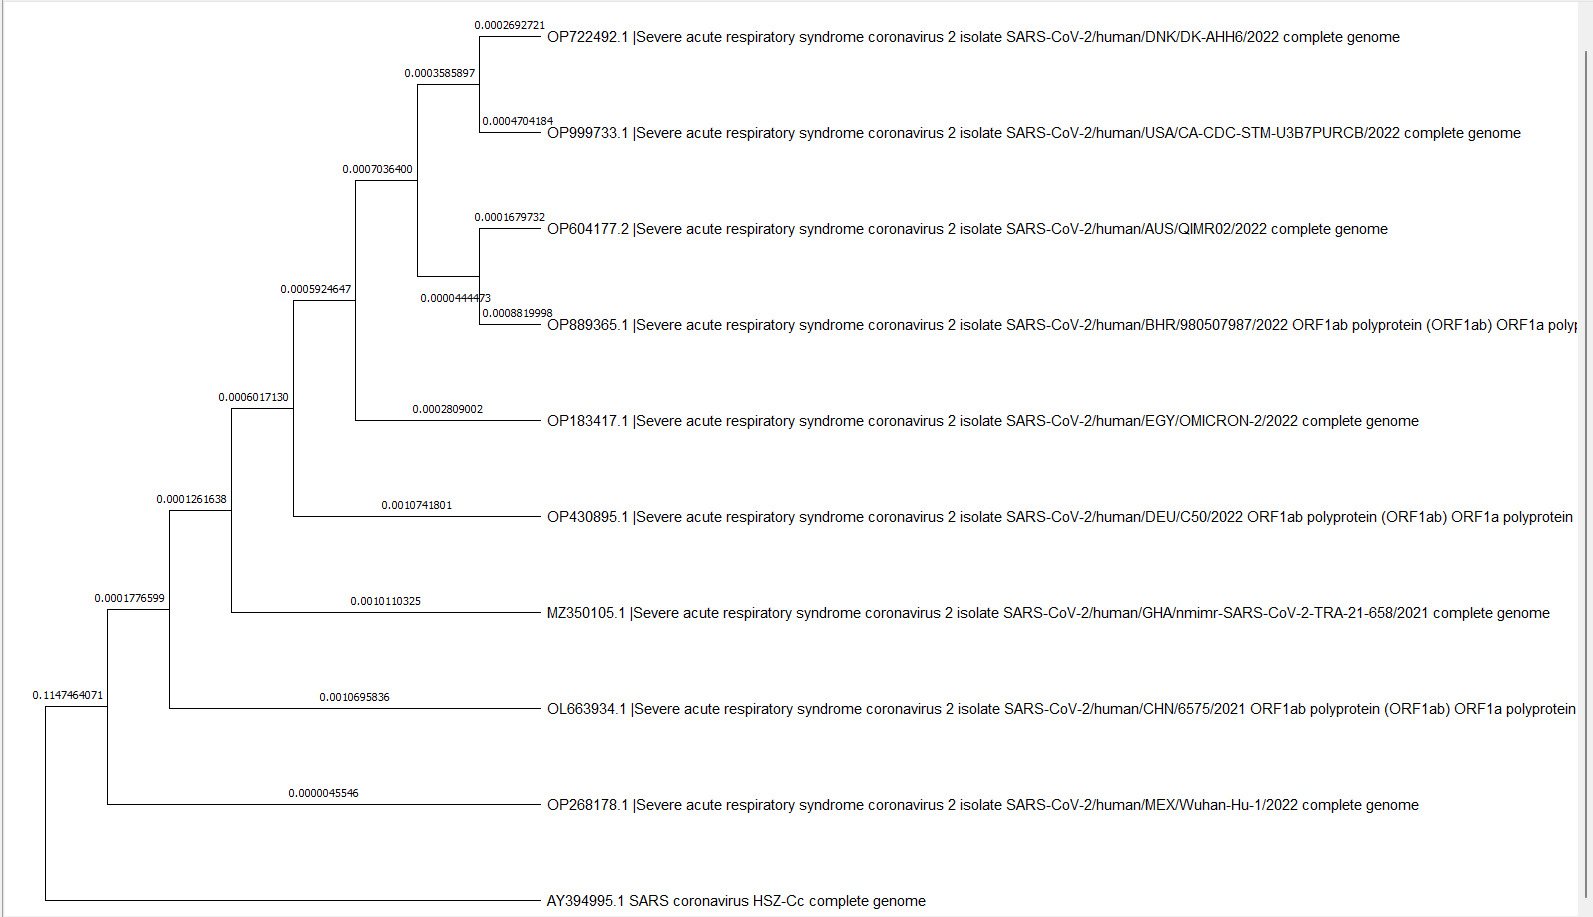 0.0002692721
OP722492.1 |Severe acute respiratory syndrome coronavirus 2 isolate SARS-CoV-2/human/DNK/DK-AHH6/2022 complete genome
0.0003585897
0.0004704184
OP999733.1 |Severe acute respiratory syndrome coronavirus 2 isolate SARS-CoV-2/human/USA/CA-CDC-STM-U3B7PURCB/2022 complete genome
0.0007036400
0.0001679732
OP604177.2 |Severe acute respiratory syndrome coronavirus 2 isolate SARS-CoV-2/human/AUS/QIMR02/2022 complete genome
0.0005924647
0.0000444473
0.0008819998
OP889365.1 |Severe acute respiratory syndrome coronavirus 2 isolate SARS-CoV-2/human/BHR/980507987/2022 ORF1ab polyprotein (ORF1ab) ORF1a polyp
0.0006017130
0.0002809002
OP183417.1 |Severe acute respiratory syndrome coronavirus 2 isolate SARS-CoV-2/human/EGY/OMICRON-2/2022 complete genome
0.0001261638
0.0010741801
OP430895.1 |Severe acute respiratory syndrome coronavirus 2 isolate SARS-CoV-2/human/DEU/C50/2022 ORF1ab polyprotein (ORF1ab) ORF1a polyprotein
0.0001776599
0.0010110325
MZ350105.1 |Severe acute respiratory syndrome coronavirus 2 isolate SARS-CoV-2/human/GHA/nmimr-SARS-CoV-2-TRA-21-658/2021 complete genome
0.1147464071
0.0010695836
OL663934.1 |Severe acute respiratory syndrome coronavirus 2 isolate SARS-CoV-2/human/CHN/6575/2021 ORF1ab polyprotein (ORF1ab) ORF1a polyprotein
0.0000045546
OP268178.1 |Severe acute respiratory syndrome coronavirus 2 isolate SARS-CoV-2/human/MEX/Wuhan-Hu-1/2022 complete genome
AY394995.1 SARS coronavirus HSZ-Cc complete genome